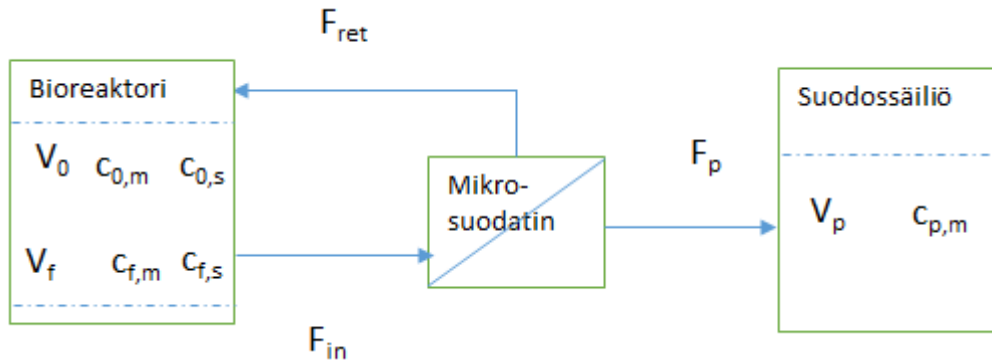 F_ret
Bioreaktori
Suodossäiliö
V_0 c_0,m c_0,s
Mikro-
suodatin
F_p
V_p c_p,m
V_f c_f,m c_f,s
F_in